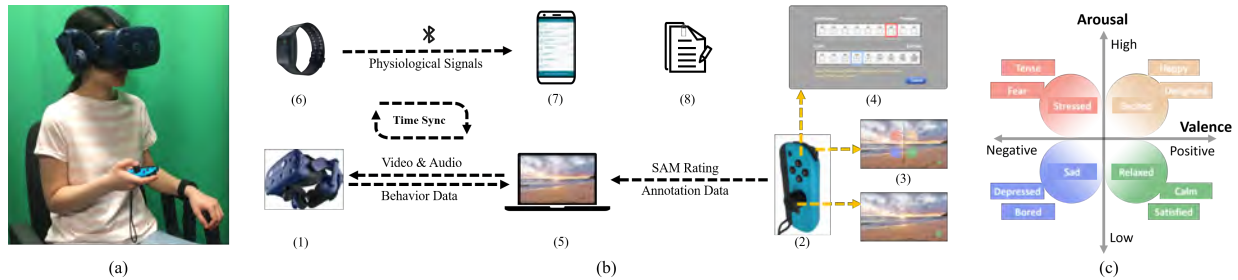 (a)
Physiological Signals
(6)
(7)
(8)
(4)
Time Sync
Video & Audio
Behavior Data
SAM Rating
Annotation Data
(3)
(1)
(5)
(2)
(b)
Arousal
High
Tense
Fear
Stressed
Happy
Delighted
Excited
Valence
Negative
Positive
Sad
Depressed
Bored
Relaxed
Calm
Satisfied
Low
(c)